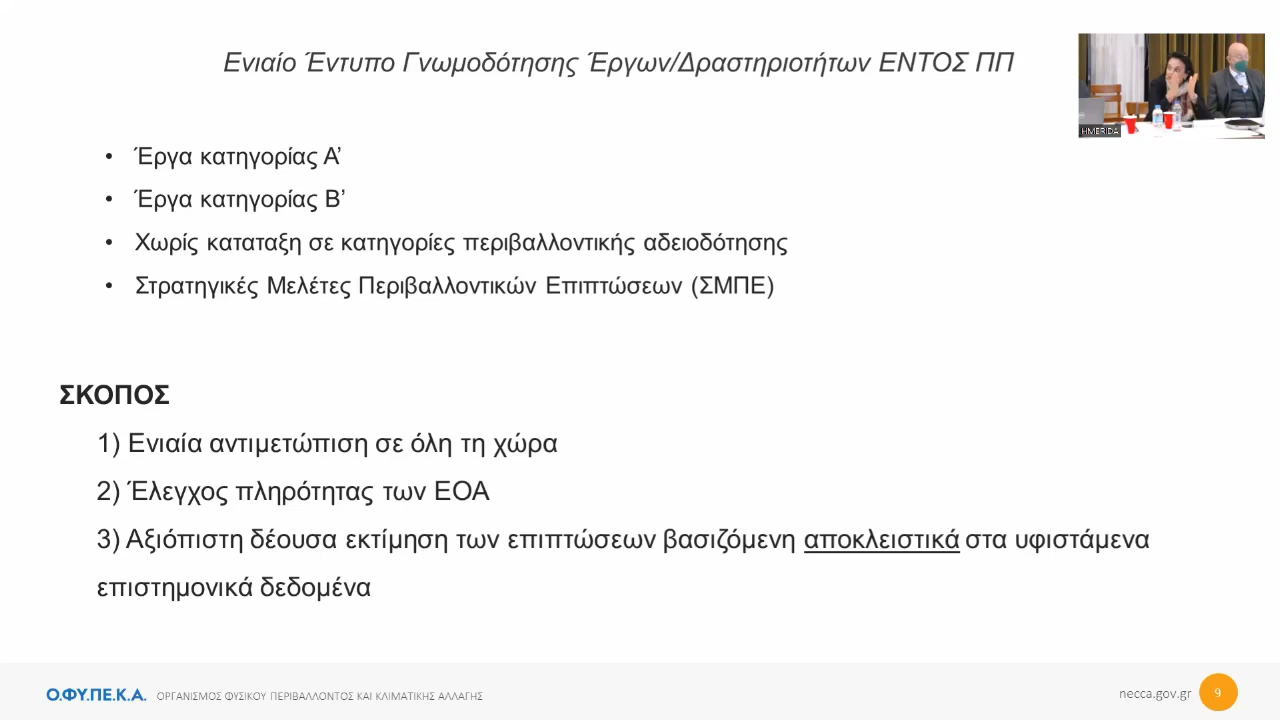 Ενιαίο Έντυπο Γνωμοδότησης Έργων/Δραστηριοτήτων ΕΝΤΟΣ ΠΠ
HMERIDA
• Έργα κατηγορίας Α’
• Έργα κατηγορίας Β’
• Χωρίς καταταξη σε κατηγορίες περιβαλλοντικής αδειοδότησης
• Στρατηγικές Μελέτες Περιβαλλοντικών Επιπτώσεων (ΣΜΠΕ)
ΣΚΟΠΟΣ
1) Ενιαία αντιμετώπιση σε όλη τη χώρα
2) Έλεγχος πληρότητας των ΕΟΑ
3) Αξιόπιστη δέουσα εκτίμηση των επιπτώσεων βασιζόμενη αποκλειστικά στα υφιστάμενα
επιστημονικά δεδομένα
Ο.ΦΥ.ΠΕ.Κ.Α. ΟΡΓΑΝΙΣΜΟΣ ΦΥΣΙΚΟΥ ΠΕΡΙΒΑΛΛΟΝΤΟΣ ΚΑΙ ΚΛΙΜΑΤΙΚΗΣ ΑΛΛΑΓΗΣ
necca.gov.gr 9